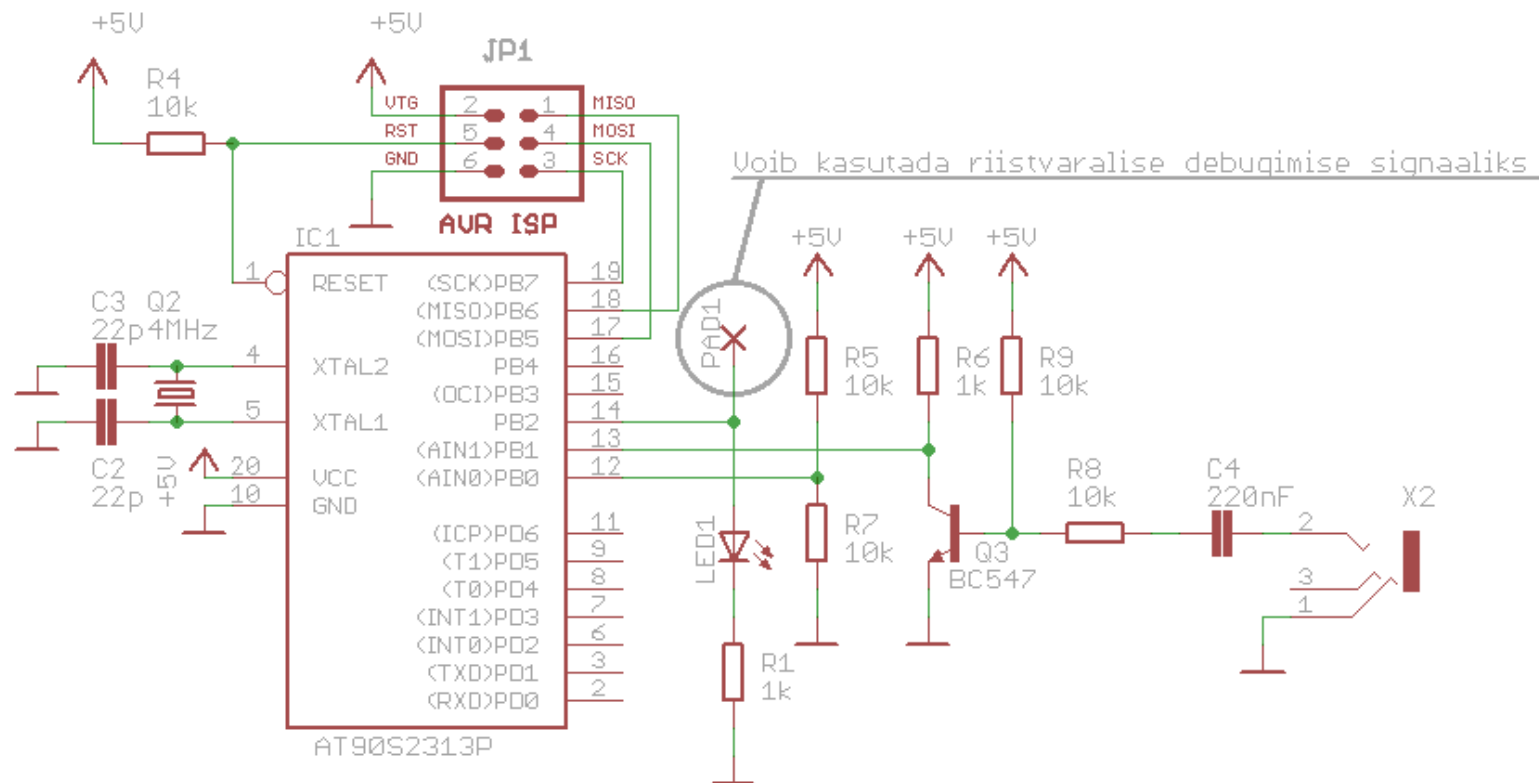 +5V
+5V
JP1
R4
10k
VTG
2
1
MISO
RST
5
4
MOSI
GND
6
3
SCK
AVR ISP
Voib kasutada riistvaralise debugimise signaaliks
IC1
+5V
+5V
+5V
1
RESET
(SCK)PB7
19
(MISO)PB6
18
(MOSI)PB5
17
PB4
16
(OCI)PB3
15
PB2
14
(AIN1)PB1
13
(AIN0)PB0
12
(ICP)PD6
11
(T1)PD5
9
(T0)PD4
8
(INT1)PD3
7
(INT0)PD2
6
(TXD)PD1
3
(RXD)PD0
2
C3
22p
Q2
4MHz
4
XTAL2
5
XTAL1
C2
22p
+5V
20
VCC
10
GND
AT90S2313P
PAD1
R5
10k
R6
1k
R9
10k
LED1
R7
10k
R1
1k
Q3
BC547
R8
10k
C4
220nF
X2
2
3
1